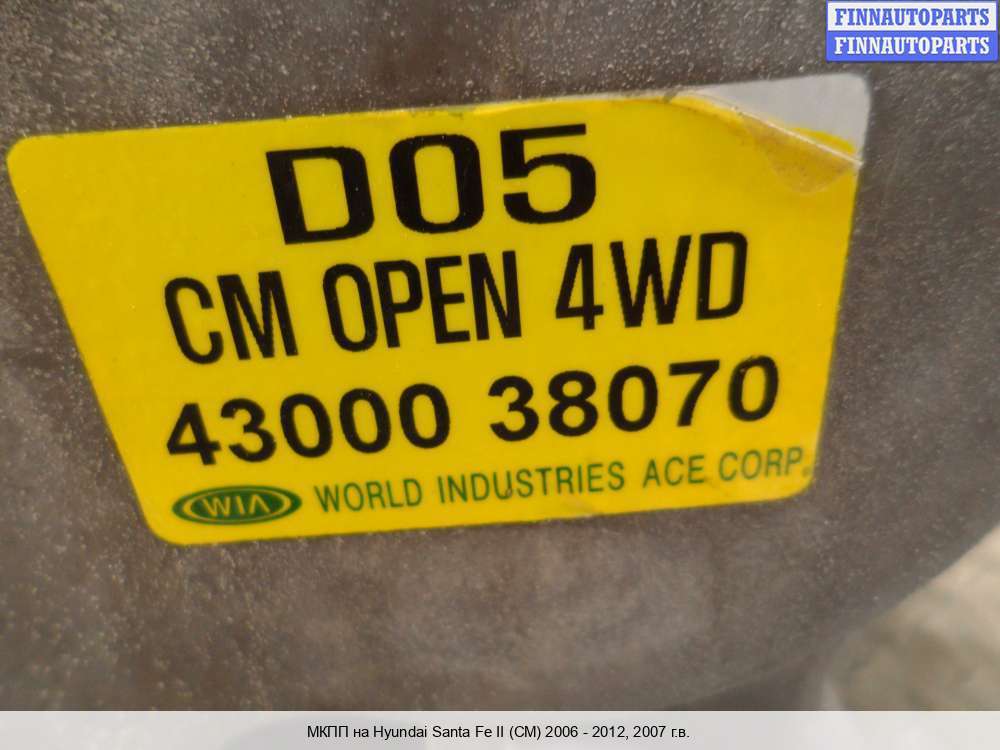 FINNAUTOPARTS
FINNAUTOPARTS
D05
CM OPEN 4WD
43000 38070
WIA WORLD INDUSTRIES ACE CORP.
МКПП на Hyundai Santa Fe II (CM) 2006 - 2012, 2007 г.в.